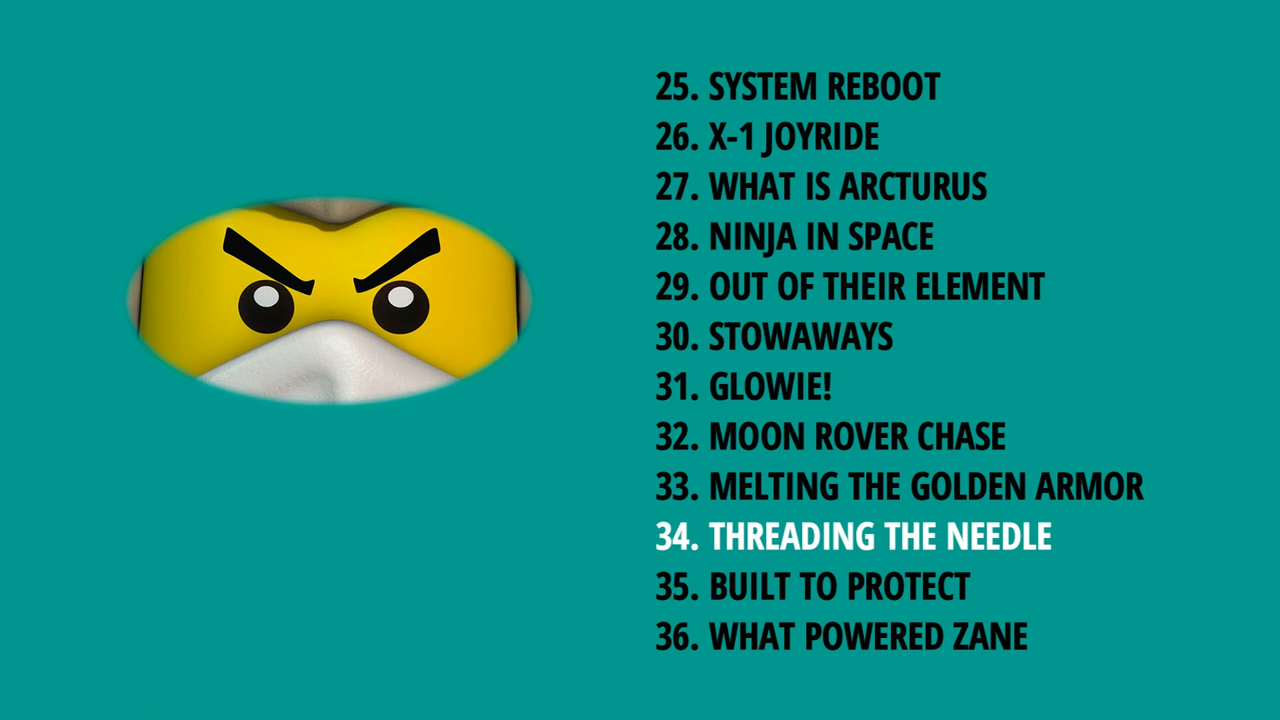 25. SYSTEM REBOOT
26. X-1 JOYRIDE
27. WHAT IS ARCTURUS
28. NINJA IN SPACE
29. OUT OF THEIR ELEMENT
30. STOWAWAYS
31. GLOWIE!
32. MOON ROVER CHASE
33. MELTING THE GOLDEN ARMOR
34. THREADING THE NEEDLE
35. BUILT TO PROTECT
36. WHAT POWERED ZANE